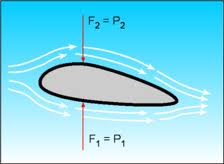 F₂ = P₂
F₁ = P₁